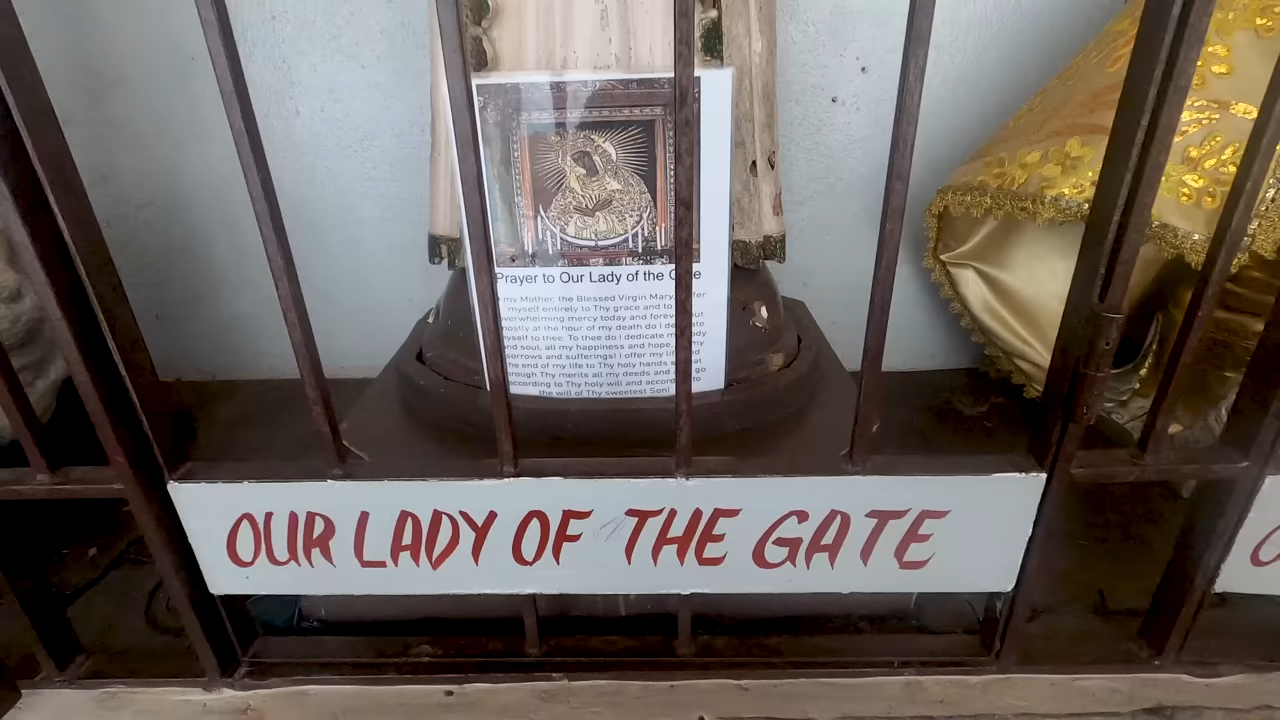 Prayer to Our Lady of the
my Mother, the Blessed Virgin Mary,
myself entirely to Thy grace and to
overwhelming mercy today and
mostly at the hour of my death do I
myself to thee. To thee do I dedicate
and soul, all my happiness and hope,
sorrows and sufferings! I offer my
the end of my life to Thy holy hands
through Thy merits all my deeds and
according to Thy holy will and
the will of Thy sweetest Son!
OUR LADY OF THE GATE